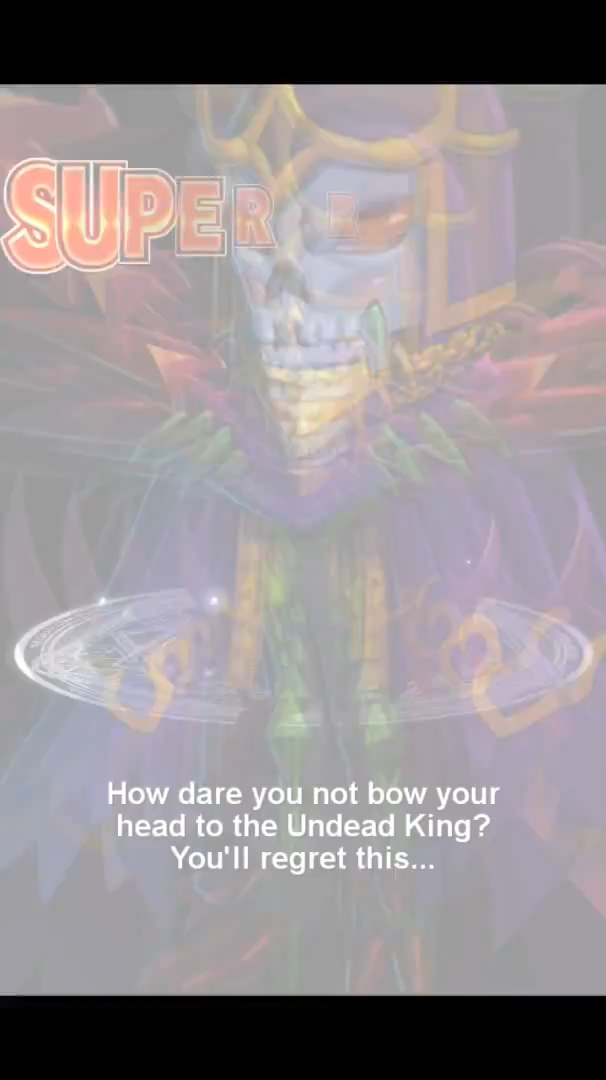 SUPER B
How dare you not bow your
head to the Undead King?
You'll regret this...